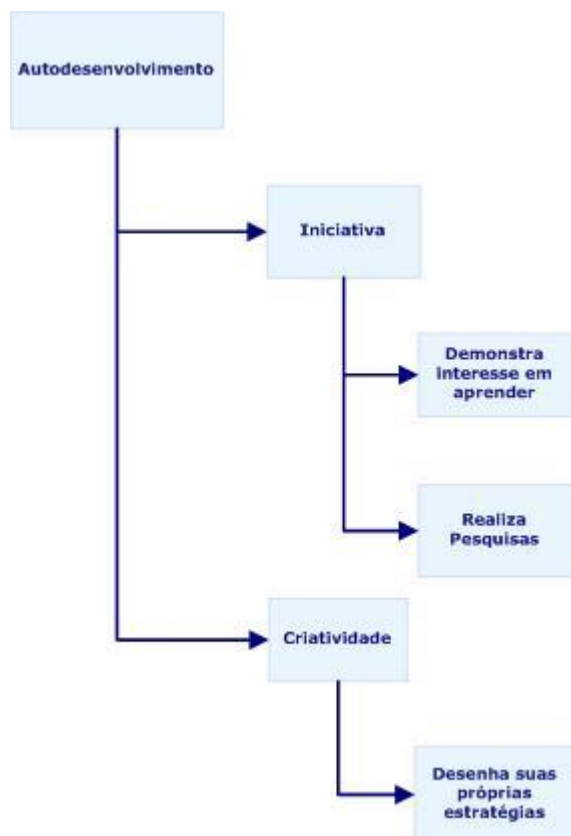 Autodesenvolvimento
Iniciativa
Demonstra
interesse em
aprender
Realiza
Pesquisas
Criatividade
Desenha suas
próprias
estratégias